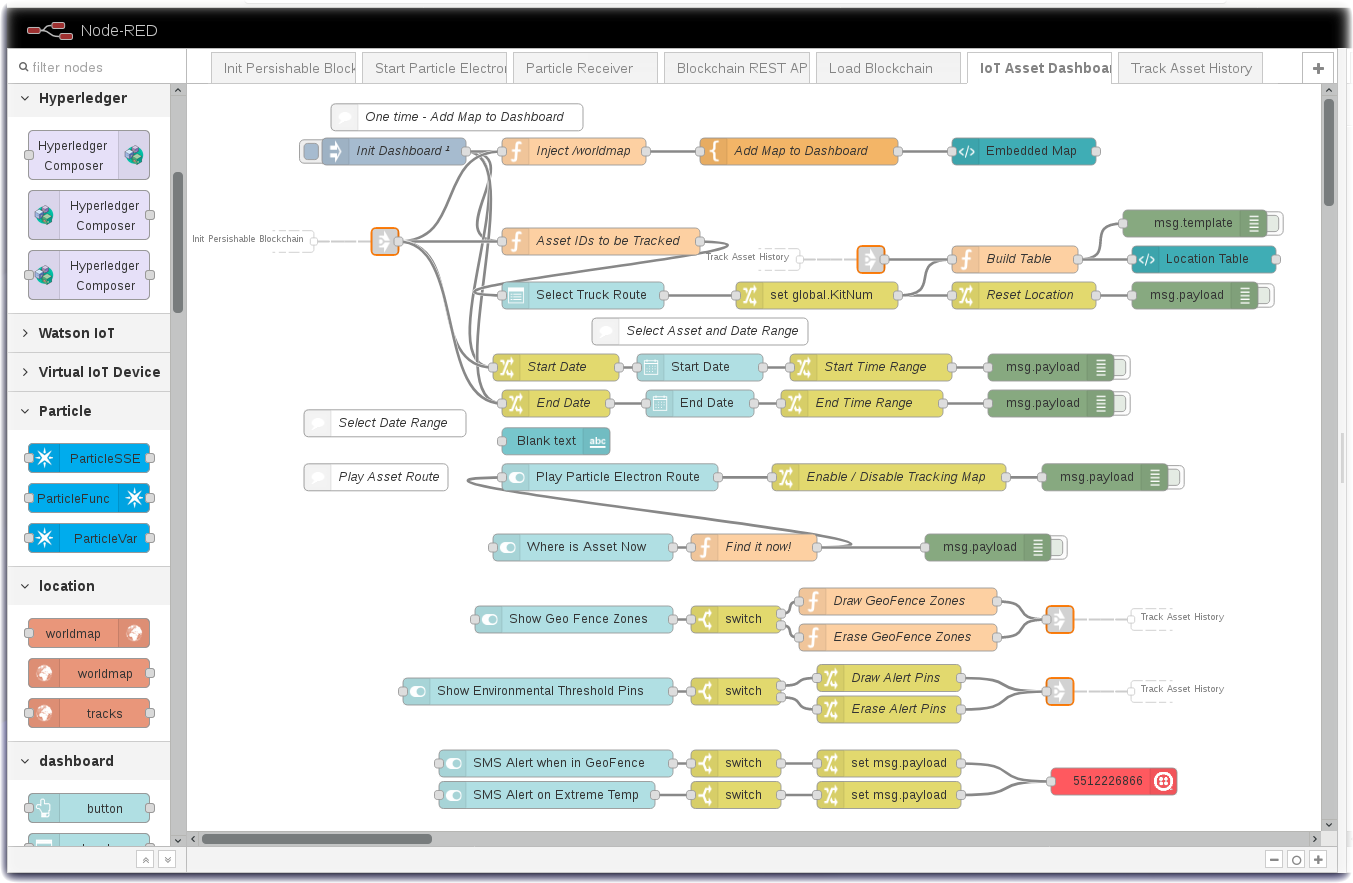 Node-RED
filter nodes
Init Persishable Block
Start Particle Electro
Particle Receiver
Blockchain REST AP
Load Blockchain
IoT Asset Dashboa
Track Asset History
Hyperledger
Hyperledger
Composer
Hyperledger
Composer
Hyperledger
Composer
Watson IoT
Virtual IoT Device
Particle
ParticleSSE
ParticleFunc
ParticleVar
location
worldmap
worldmap
tracks
dashboard
button
One time - Add Map to Dashboard
Init Dashboard ¹
Inject /worldmap
Add Map to Dashboard
Embedded Map
msg.template
Init Persishable Blockchain
Asset IDs to be Tracked
Track Asset History
Build Table
Location Table
Select Truck Route
set global.KitNum
Reset Location
msg.payload
Select Asset and Date Range
Start Date
Start Date
Start Time Range
msg.payload
End Date
End Date
End Time Range
msg.payload
Select Date Range
Blank text
abc
Play Asset Route
Play Particle Electron Route
Enable / Disable Tracking Map
msg.payload
Where is Asset Now
Find it now!
msg.payload
Show Geo Fence Zones
switch
Draw GeoFence Zones
Erase GeoFence Zones
Track Asset History
Show Environmental Threshold Pins
switch
Draw Alert Pins
Erase Alert Pins
Track Asset History
SMS Alert when in GeoFence
switch
set msg.payload
5512226866
SMS Alert on Extreme Temp
switch
set msg.payload